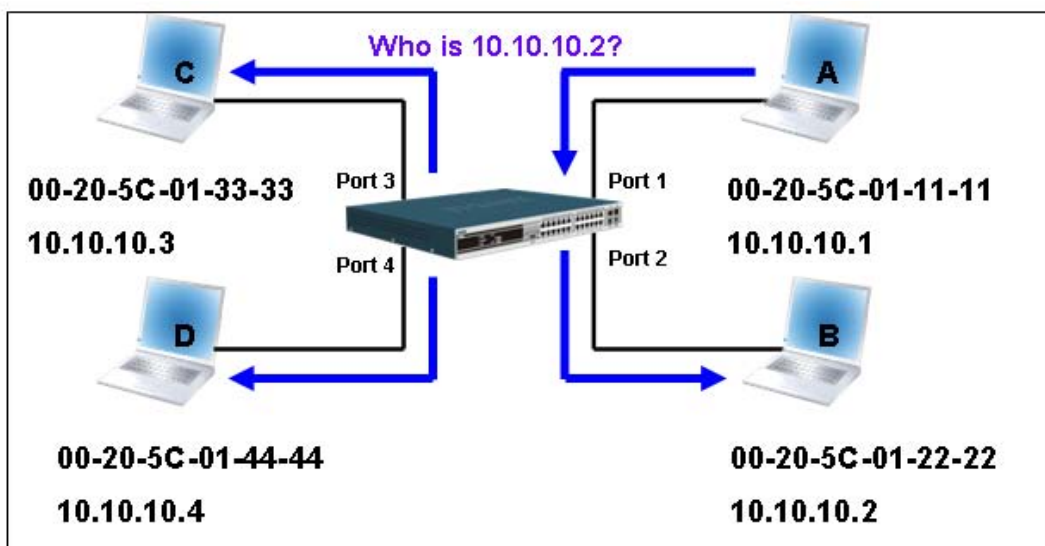 Who is 10.10.10.2?
C
A
00-20-5C-01-33-33
10.10.10.3
Port 3
Port 1
00-20-5C-01-11-11
10.10.10.1
Port 4
Port 2
D
B
00-20-5C-01-44-44
10.10.10.4
00-20-5C-01-22-22
10.10.10.2